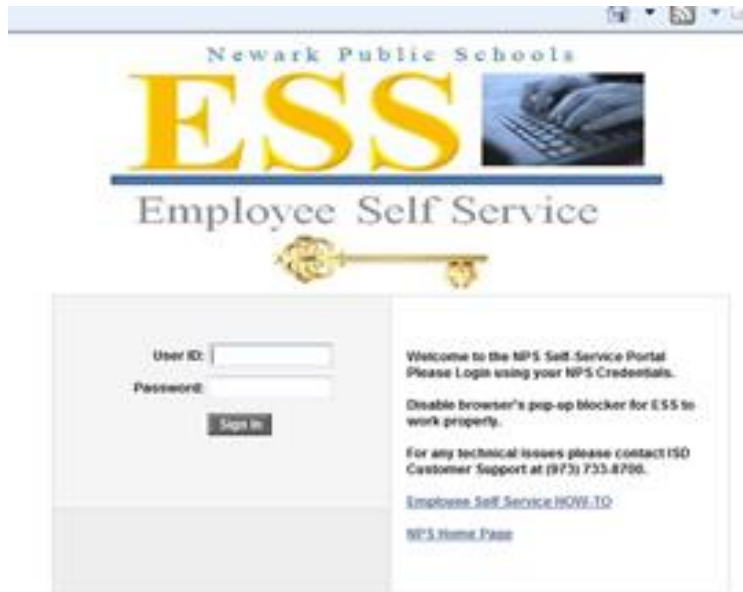 Newark Public Schools
ESS
Employee Self Service
User ID:
Password:
Sign In
Welcome to the NPS Self-Service Portal
Please Login using your NPS Credentials.
Disable browser's pop-up blocker for ESS to
work properly.
For any technical issues please contact ISD
Customer Support at (973) 733-8700.
Employee Self Service HOW-TO
NPS Home Page